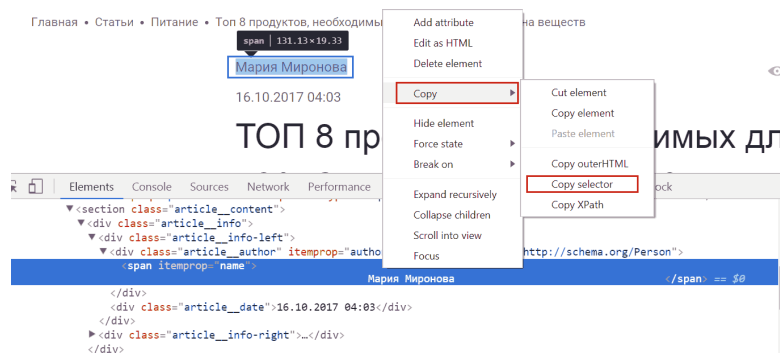 Главная • Статьи • Питание • Топ 8 продуктов, необходимы на веществ
span | 131.13×19.33
Мария Миронова
16.10.2017 04:03
ТОП 8 пр имых дл
Add attribute
Edit as HTML
Delete element
Copy
Hide element
Force state
Break on
Expand recursively
Collapse children
Scroll into view
Focus
Cut element
Copy element
Paste element
Copy outerHTML
Copy selector
Copy XPath
Elements Console Sources Network Performance ock
▼<section class="article__content">
▼<div class="article__info">
▼<div class="article__info-left">
▼<div class="article__author" itemprop="autho http://schema.org/Person">
<span itemprop="name">
Мария Миронова </span> == $0
</div>
<div class="article__date">16.10.2017 04:03</div>
</div>
▶<div class="article__info-right">…</div>
</div>